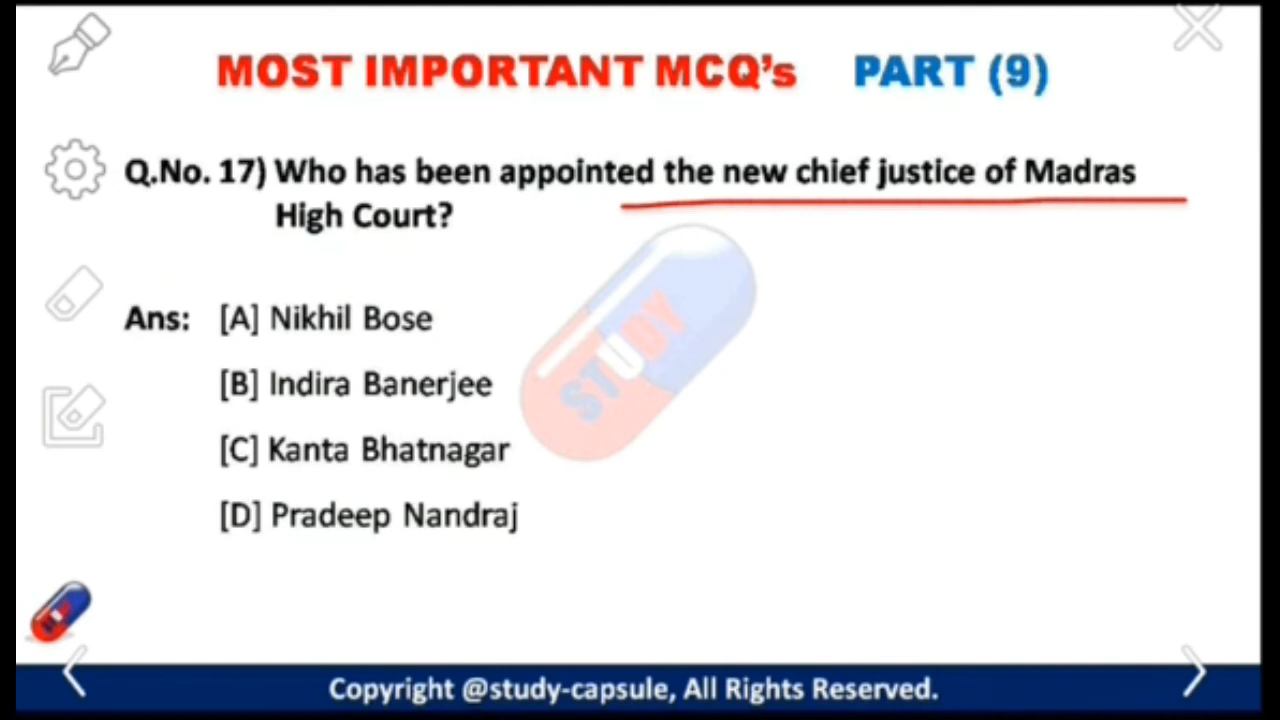 MOST IMPORTANT MCQ's PART (9)
Q.No. 17) Who has been appointed the new chief justice of Madras
High Court?
STUDY
Ans: [A] Nikhil Bose
[B] Indira Banerjee
[C] Kanta Bhatnagar
[D] Pradeep Nandraj
Copyright @study-capsule, All Rights Reserved.